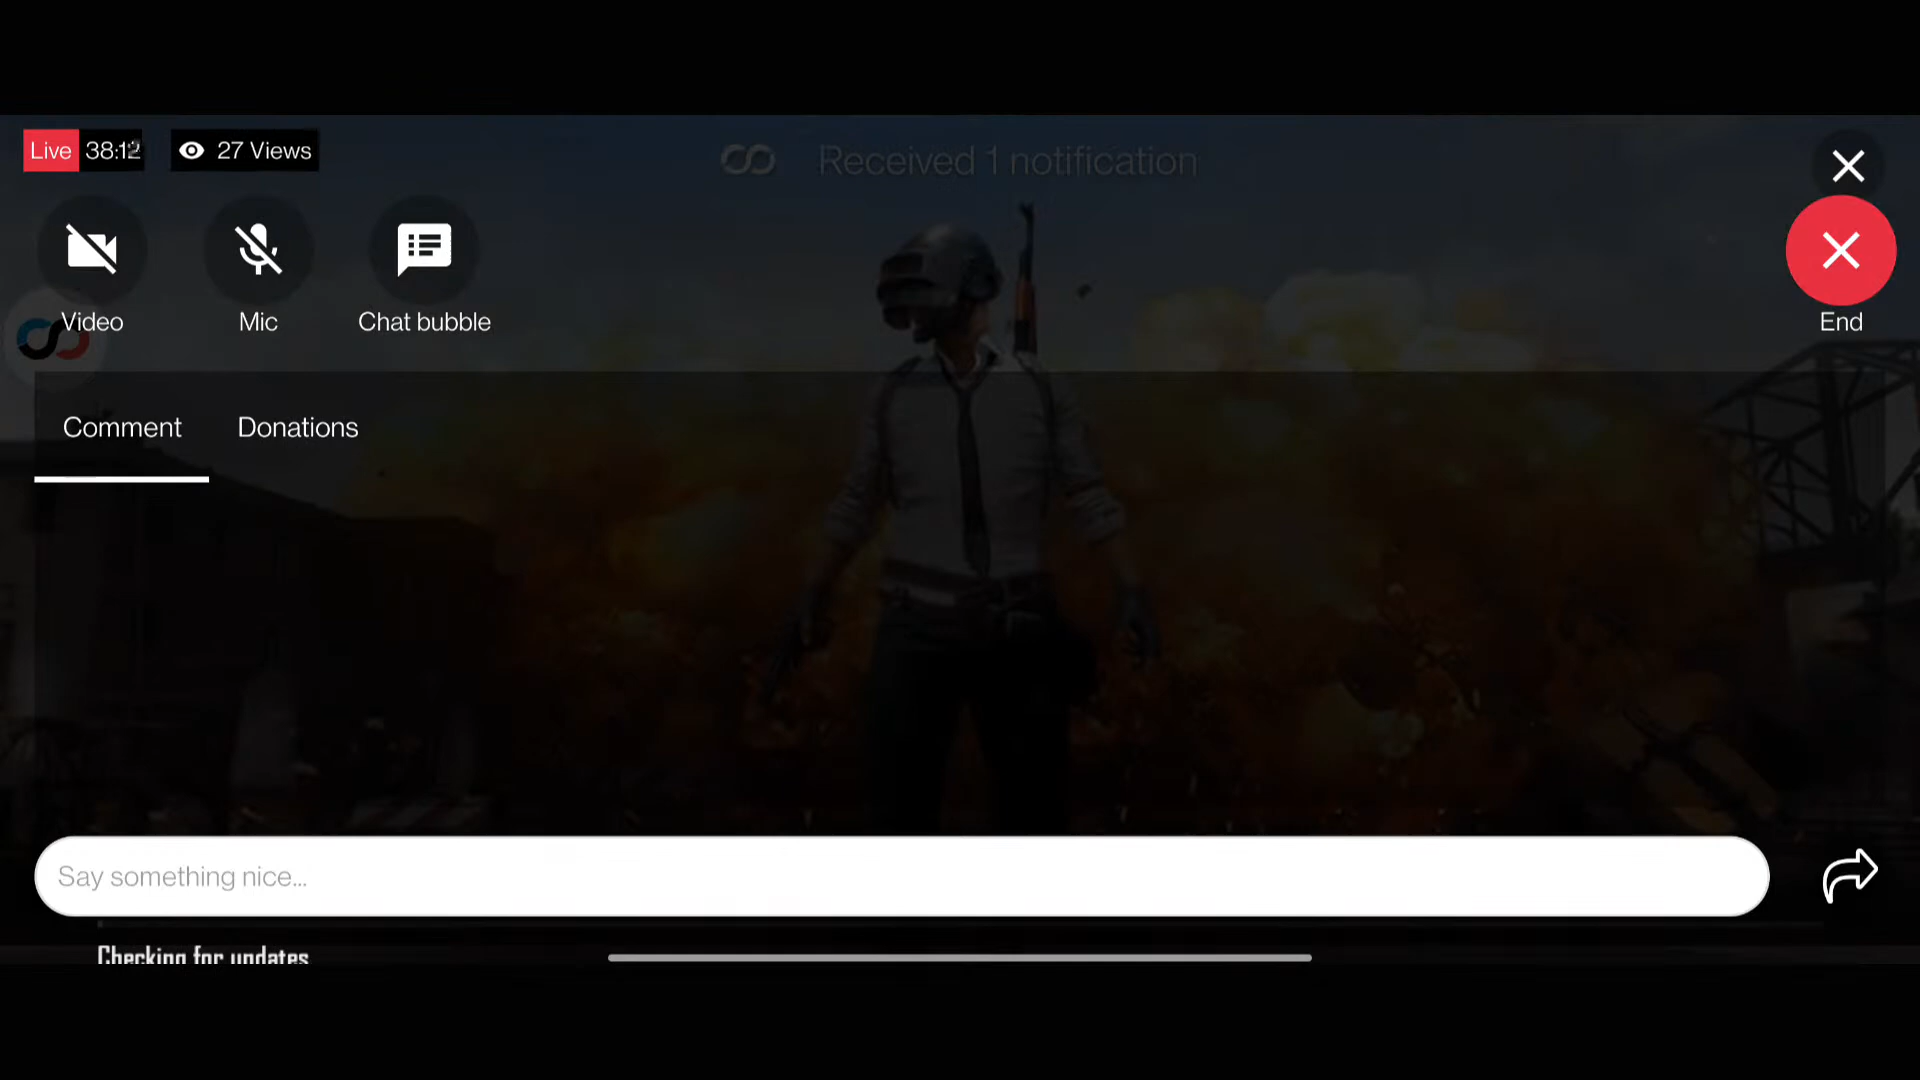 Live 38:12 27 Views
Received 1 notification
Video Mic Chat bubble
End
Comment Donations
Say something nice...
Checking for updates